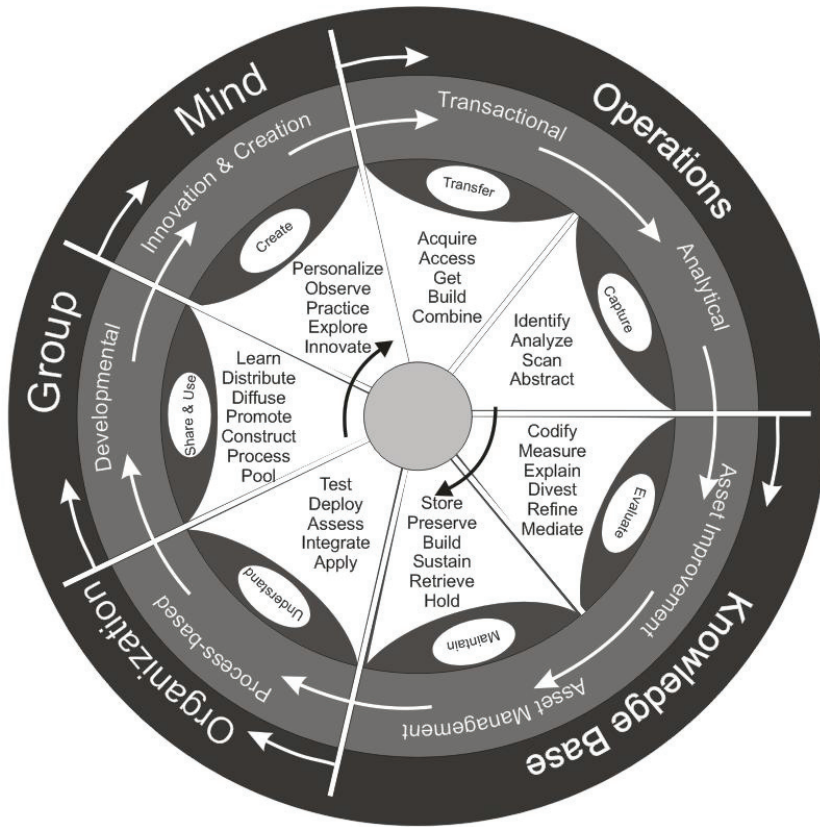 Mind
Operations
Knowledge Base
Organization
Group
Innovation & Creation
Transactional
Analytical
Asset Improvement
Asset Management
Process-based
Developmental
Create
Transfer
Capture
Evaluate
Maintain
Understand
Share & Use
Personalize
Observe
Practice
Explore
Innovate
Acquire
Access
Get
Build
Combine
Identify
Analyze
Scan
Abstract
Codify
Measure
Explain
Divest
Refine
Mediate
Store
Preserve
Build
Sustain
Retrieve
Hold
Test
Deploy
Assess
Integrate
Apply
Learn
Distribute
Diffuse
Promote
Construct
Process
Pool